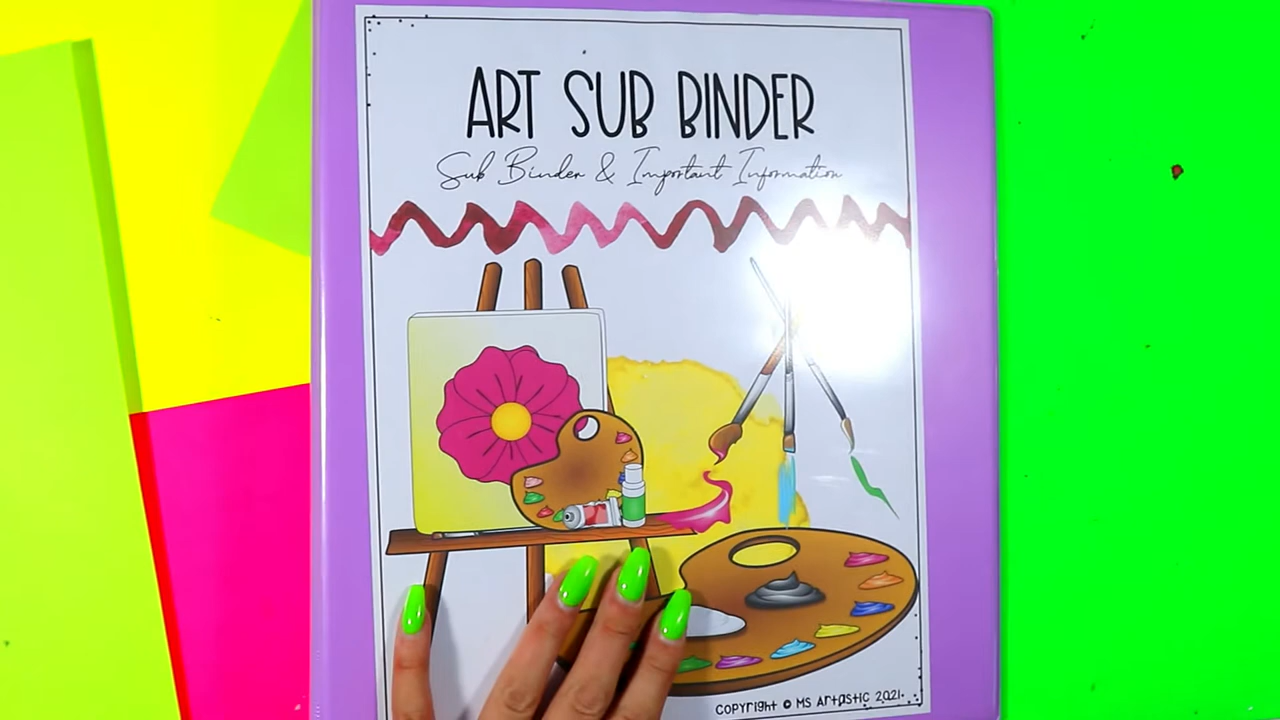 ART SUB BINDER
Sub Binder & Important Information
COPYRIGHT © MS ARTASTIC 2021